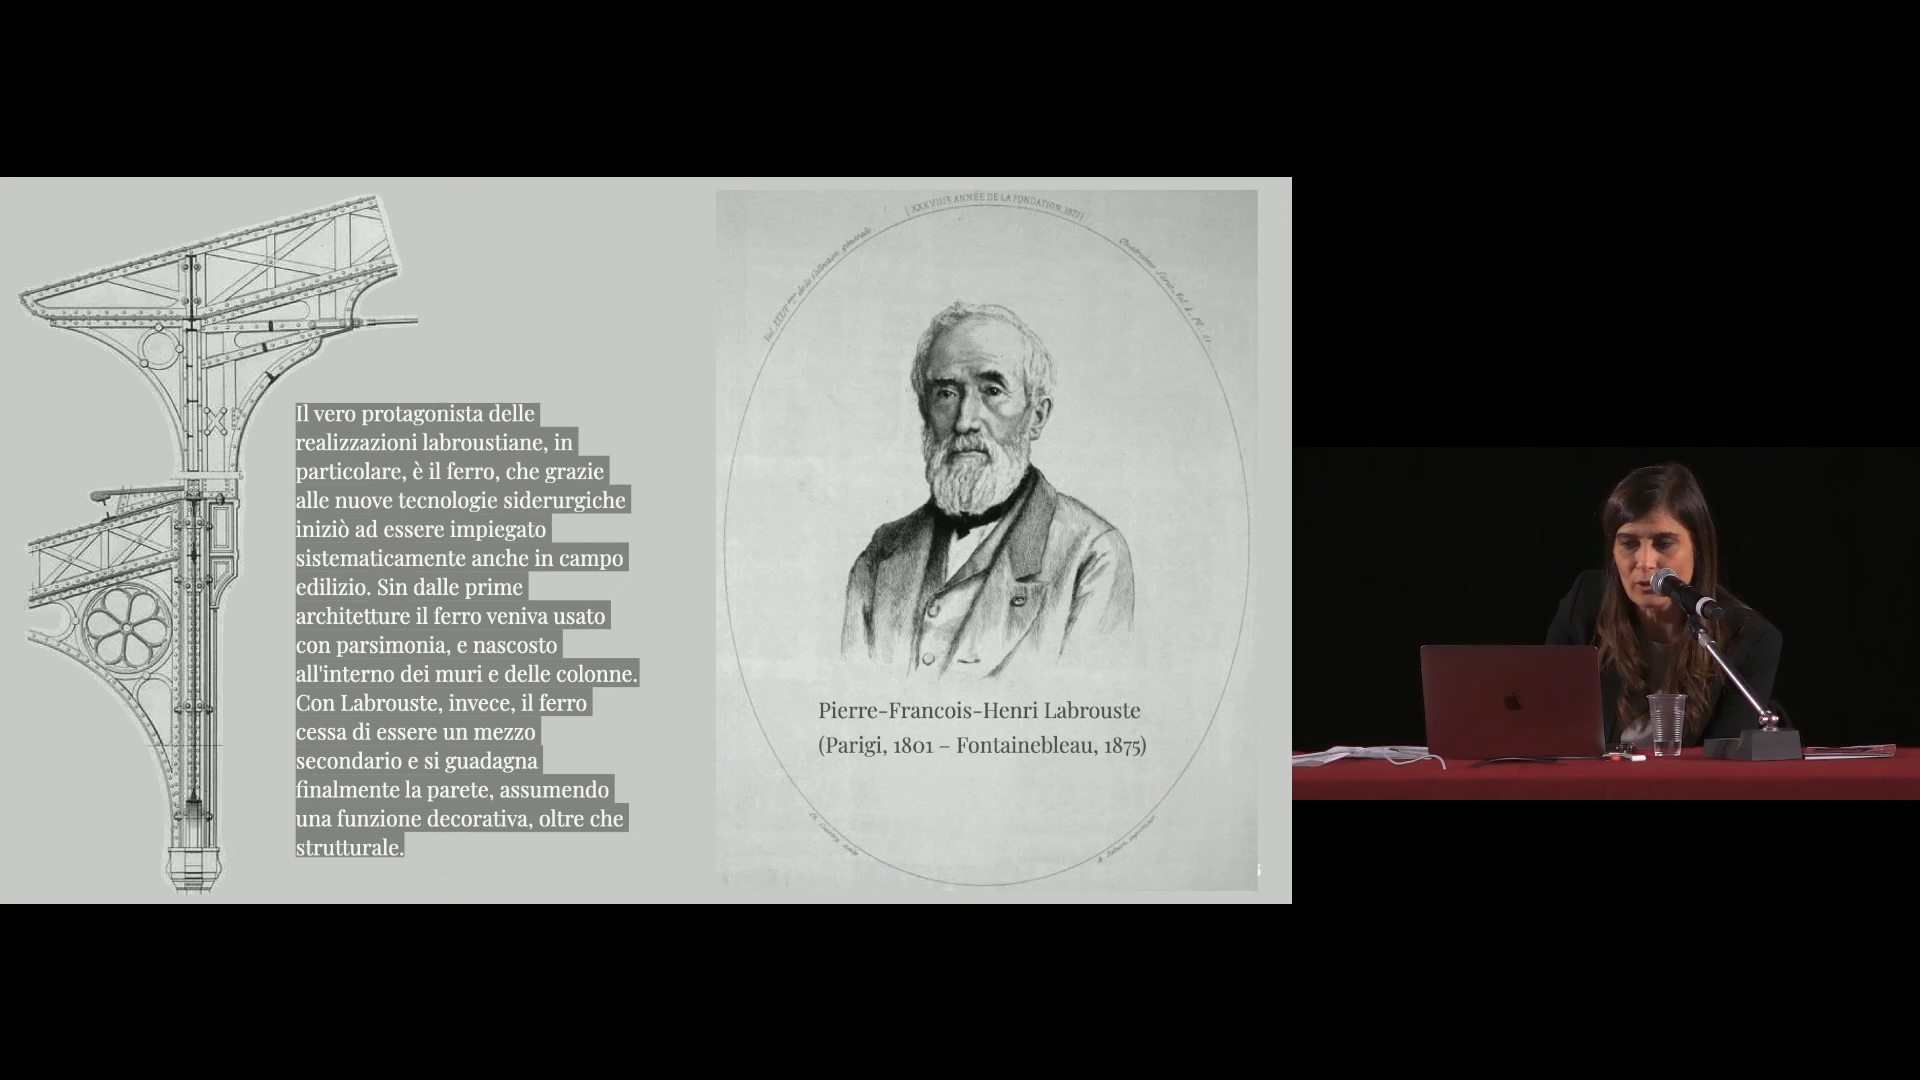 Il vero protagonista delle
realizzazioni labroustiane, in
particolare, è il ferro, che grazie
alle nuove tecnologie siderurgiche
iniziò ad essere impiegato
sistematicamente anche in campo
edilizio. Sin dalle prime
architetture il ferro veniva usato
con parsimonia, e nascosto
all'interno dei muri e delle colonne.
Con Labrouste, invece, il ferro
cessa di essere un mezzo
secondario e si guadagna
finalmente la parete, assumendo
una funzione decorativa, oltre che
strutturale.
ANNÉE DE LA FONDATION, 1877
de la Collection générale.
Pierre-Francois-Henri Labrouste
(Parigi, 1801 – Fontainebleau, 1875)